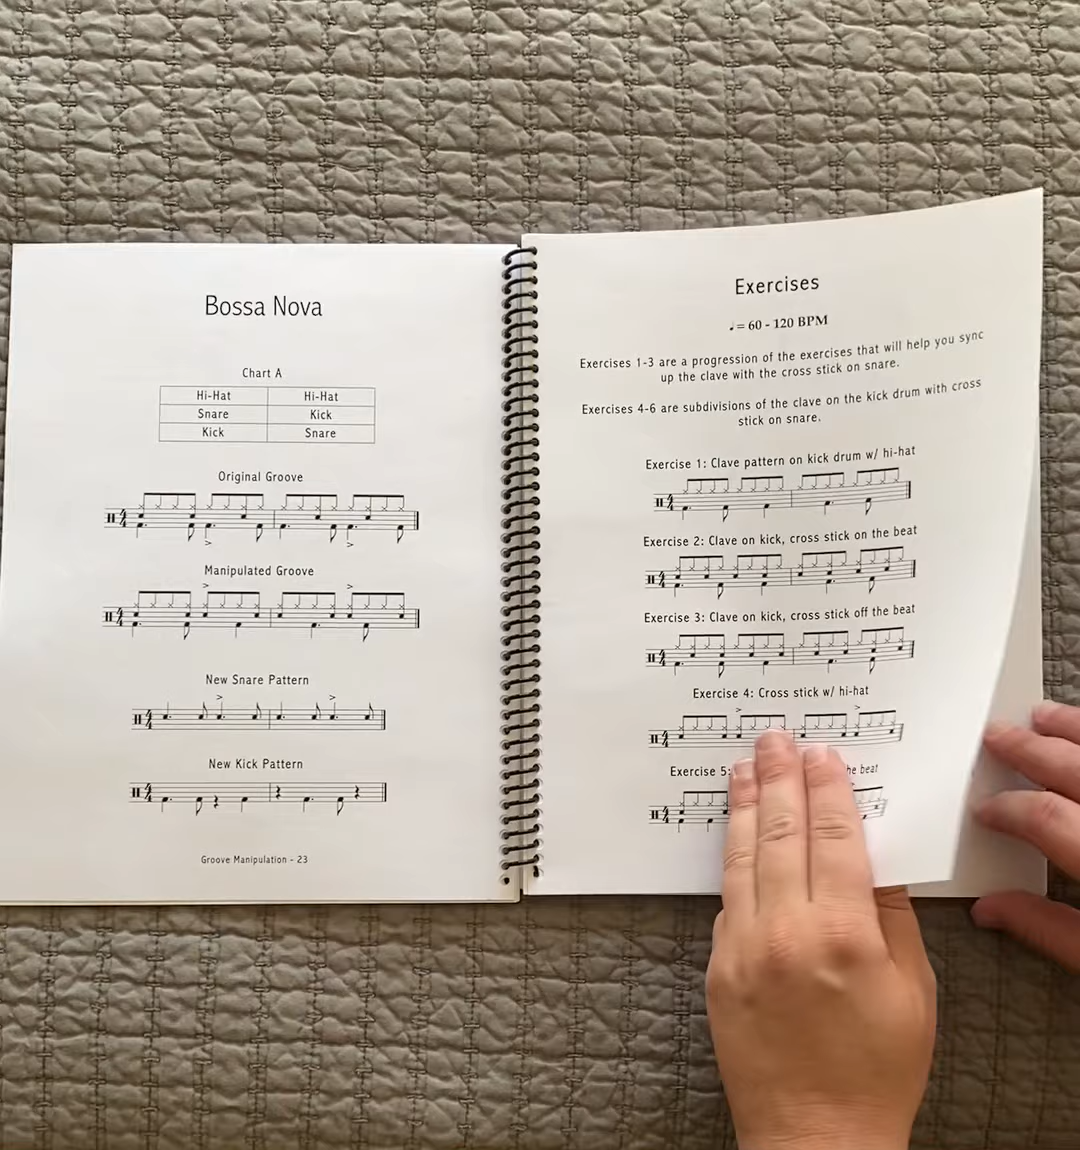 Bossa Nova
Chart A
Hi-Hat Hi-Hat
Snare Kick
Kick Snare
Original Groove
Manipulated Groove
New Snare Pattern
New Kick Pattern
Groove Manipulation - 23
Exercises
♩. = 60 - 120 BPM
Exercises 1-3 are a progression of the exercises that will help you sync
up the clave with the cross stick on snare.
Exercises 4-6 are subdivisions of the clave on the kick drum with cross
stick on snare.
Exercise 1: Clave pattern on kick drum w/ hi-hat
Exercise 2: Clave on kick, cross stick on the beat
Exercise 3: Clave on kick, cross stick off the beat
Exercise 4: Cross stick w/ hi-hat
Exercise 5: he beat